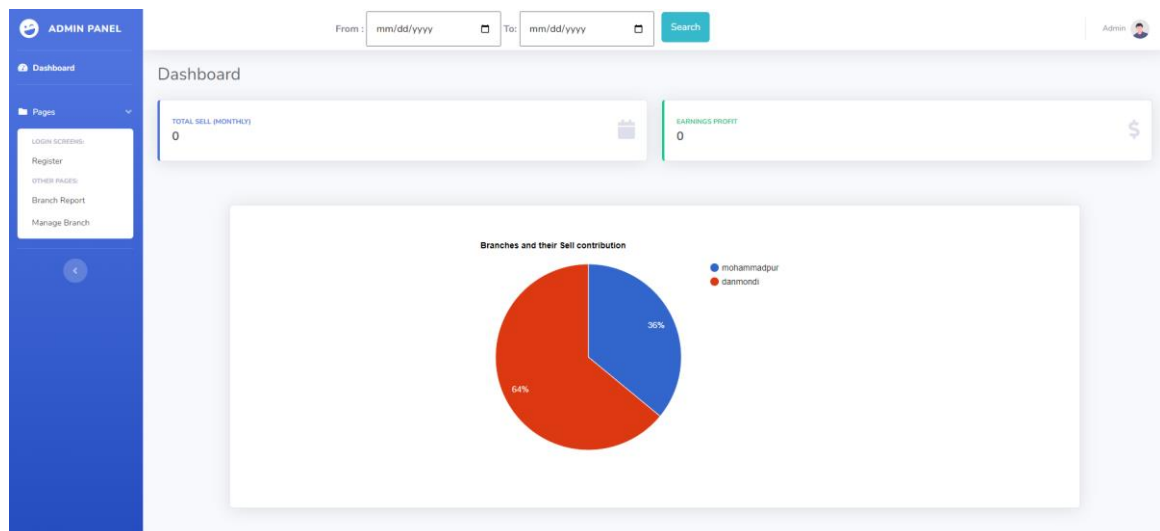 ADMIN PANEL
From : mm/dd/yyyy To: mm/dd/yyyy Search
Admin
Dashboard
Pages
LOGIN SCREENS:
Register
OTHER PAGES:
Branch Report
Manage Branch
Dashboard
TOTAL SELL (MONTHLY)
0
EARNINGS PROFIT
0
$
Branches and their Sell contribution
mohammadpur
danmondi
36%
64%